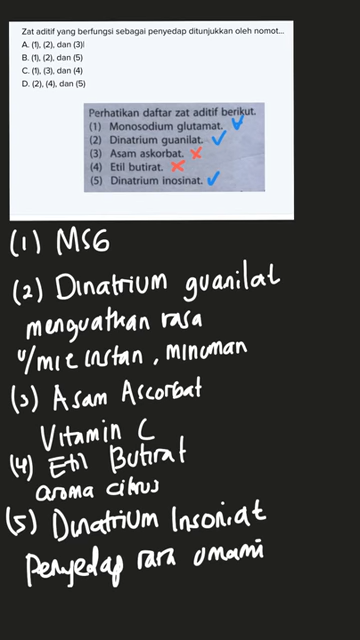 Zat aditif yang berfungsi sebagai penyedap ditunjukkan oleh nomot...
A. (1), (2), dan (3)l
B. (1), (2), dan (5)
C. (1), (3), dan (4)
D. (2), (4), dan (5)
Perhatikan daftar zat aditif berikut.
(1) Monosodium glutamat.
(2) Dinatrium guanilat.
(3) Asam askorbat.
(4) Etil butirat.
(5) Dinatrium inosinat.
(1) MSG
(2) Dinatrium guanilat
menguatkan rasa
u/mie instan, minuman
(3) Asam Ascorbat
Vitamin C
(4) Etil Butirat
aroma citrus
(5) Dinatrium Insoniat
Penyedap rasa umami